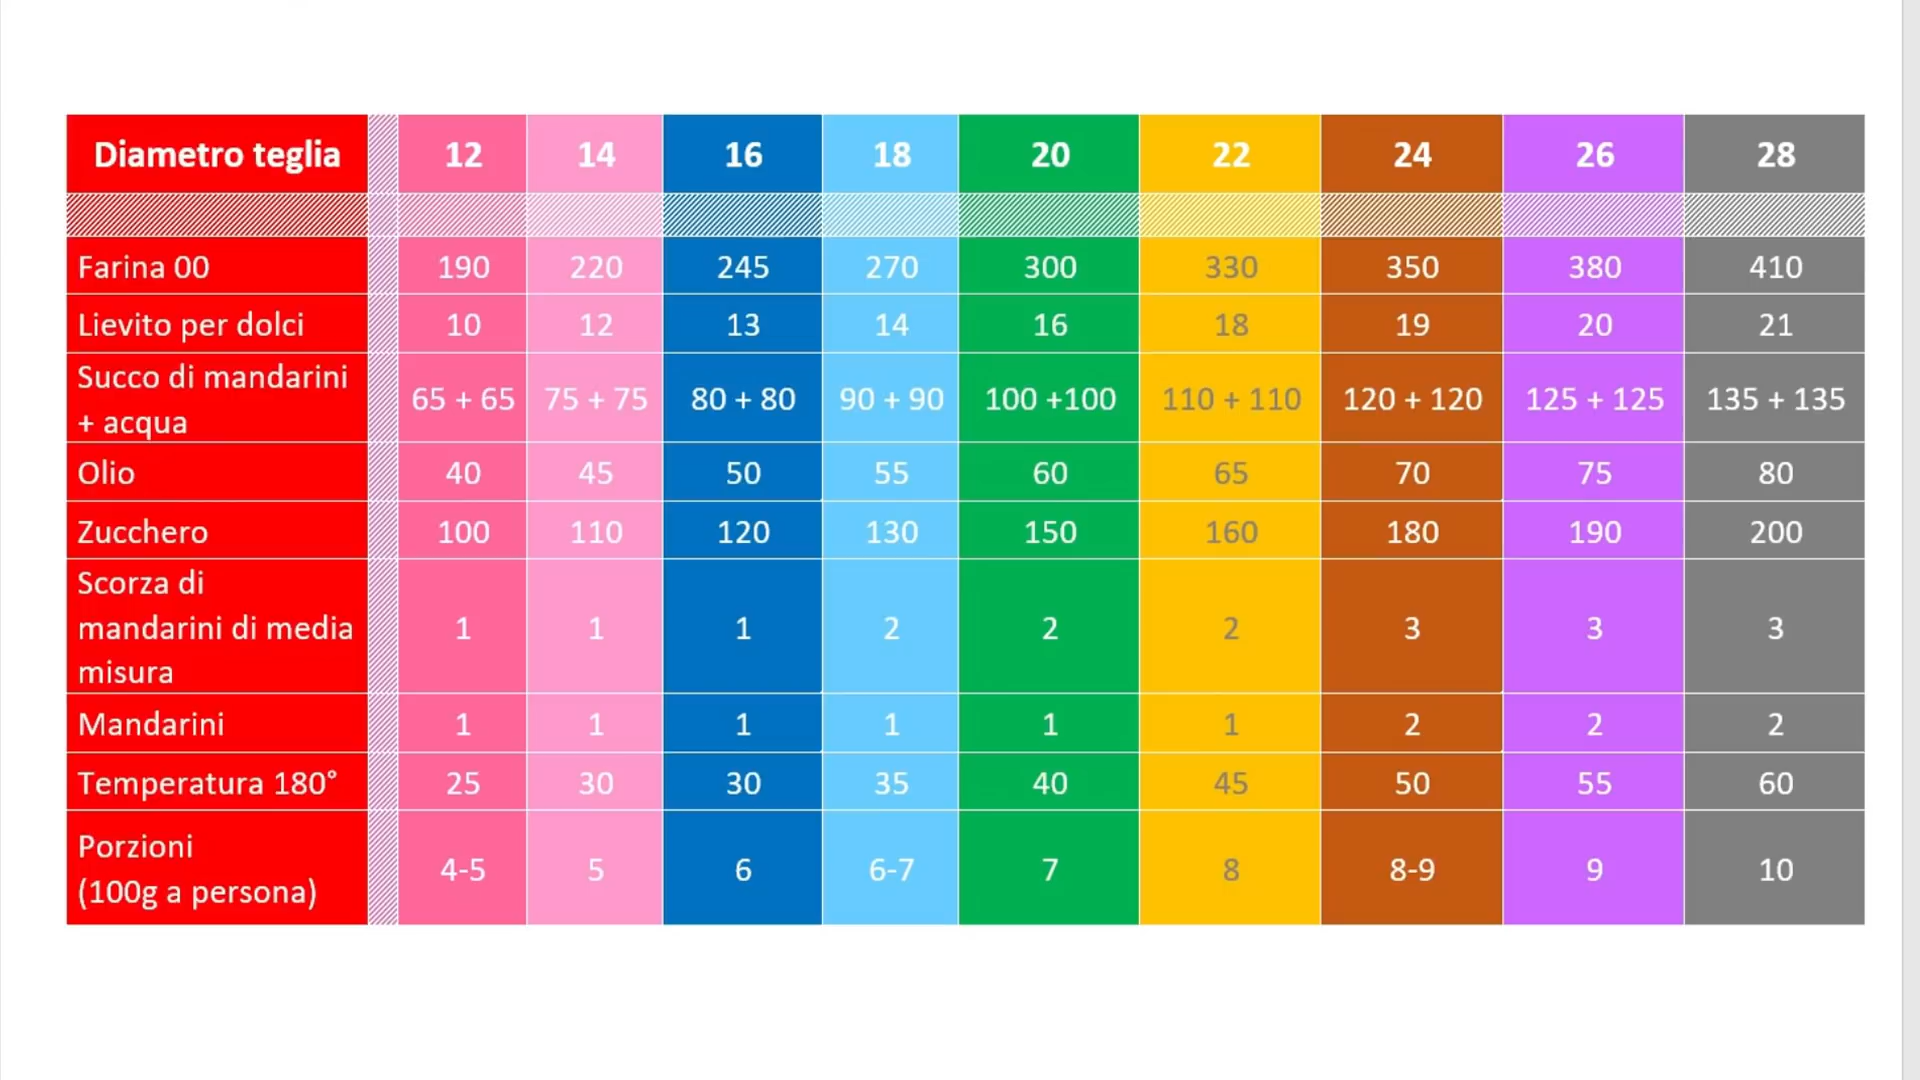 Diametro teglia 12 14 16 18 20 22 24 26 28
Farina 00 190 220 245 270 300 330 350 380 410
Lievito per dolci 10 12 13 14 16 18 19 20 21
Succo di mandarini
+ acqua 65 + 65 75 + 75 80 + 80 90 + 90 100 +100 110 + 110 120 + 120 125 + 125 135 + 135
Olio 40 45 50 55 60 65 70 75 80
Zucchero 100 110 120 130 150 160 180 190 200
Scorza di
mandarini di media 1 1 1 2 2 2 3 3 3
misura
Mandarini 1 1 1 1 1 1 2 2 2
Temperatura 180° 25 30 30 35 40 45 50 55 60
Porzioni
(100g a persona) 4-5 5 6 6-7 7 8 8-9 9 10